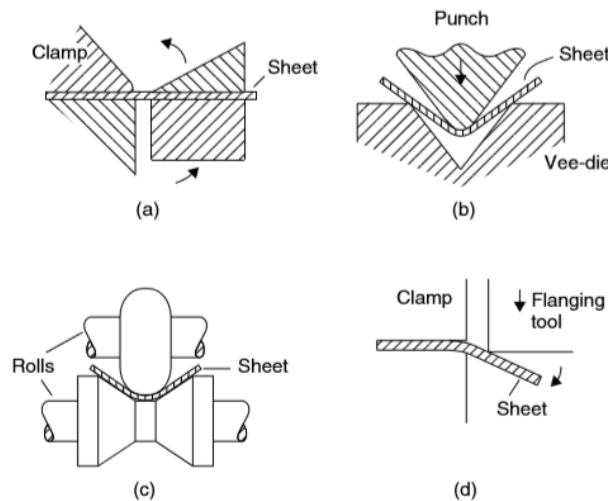 Clamp
Sheet
(a)
Punch
Sheet
Vee-die
(b)
Rolls
Sheet
(c)
Clamp
Flanging
tool
Sheet
(d)